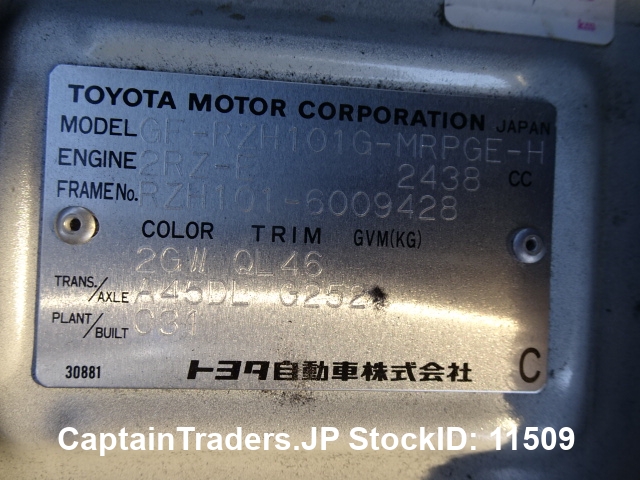 TOYOTA MOTOR CORPORATION JAPAN
MODEL GF-RZH101G-MRPGE-H
ENGINE 2RZ-E 2438 CC
FRAME No. RZH101-6009428
COLOR TRIM GVM(KG)
2GW QL46
TRANS./AXLE A45DL G252
PLANT/BUILT C31
30881 トヨタ自動車株式会社 C
CaptainTraders.JP StockID: 11509